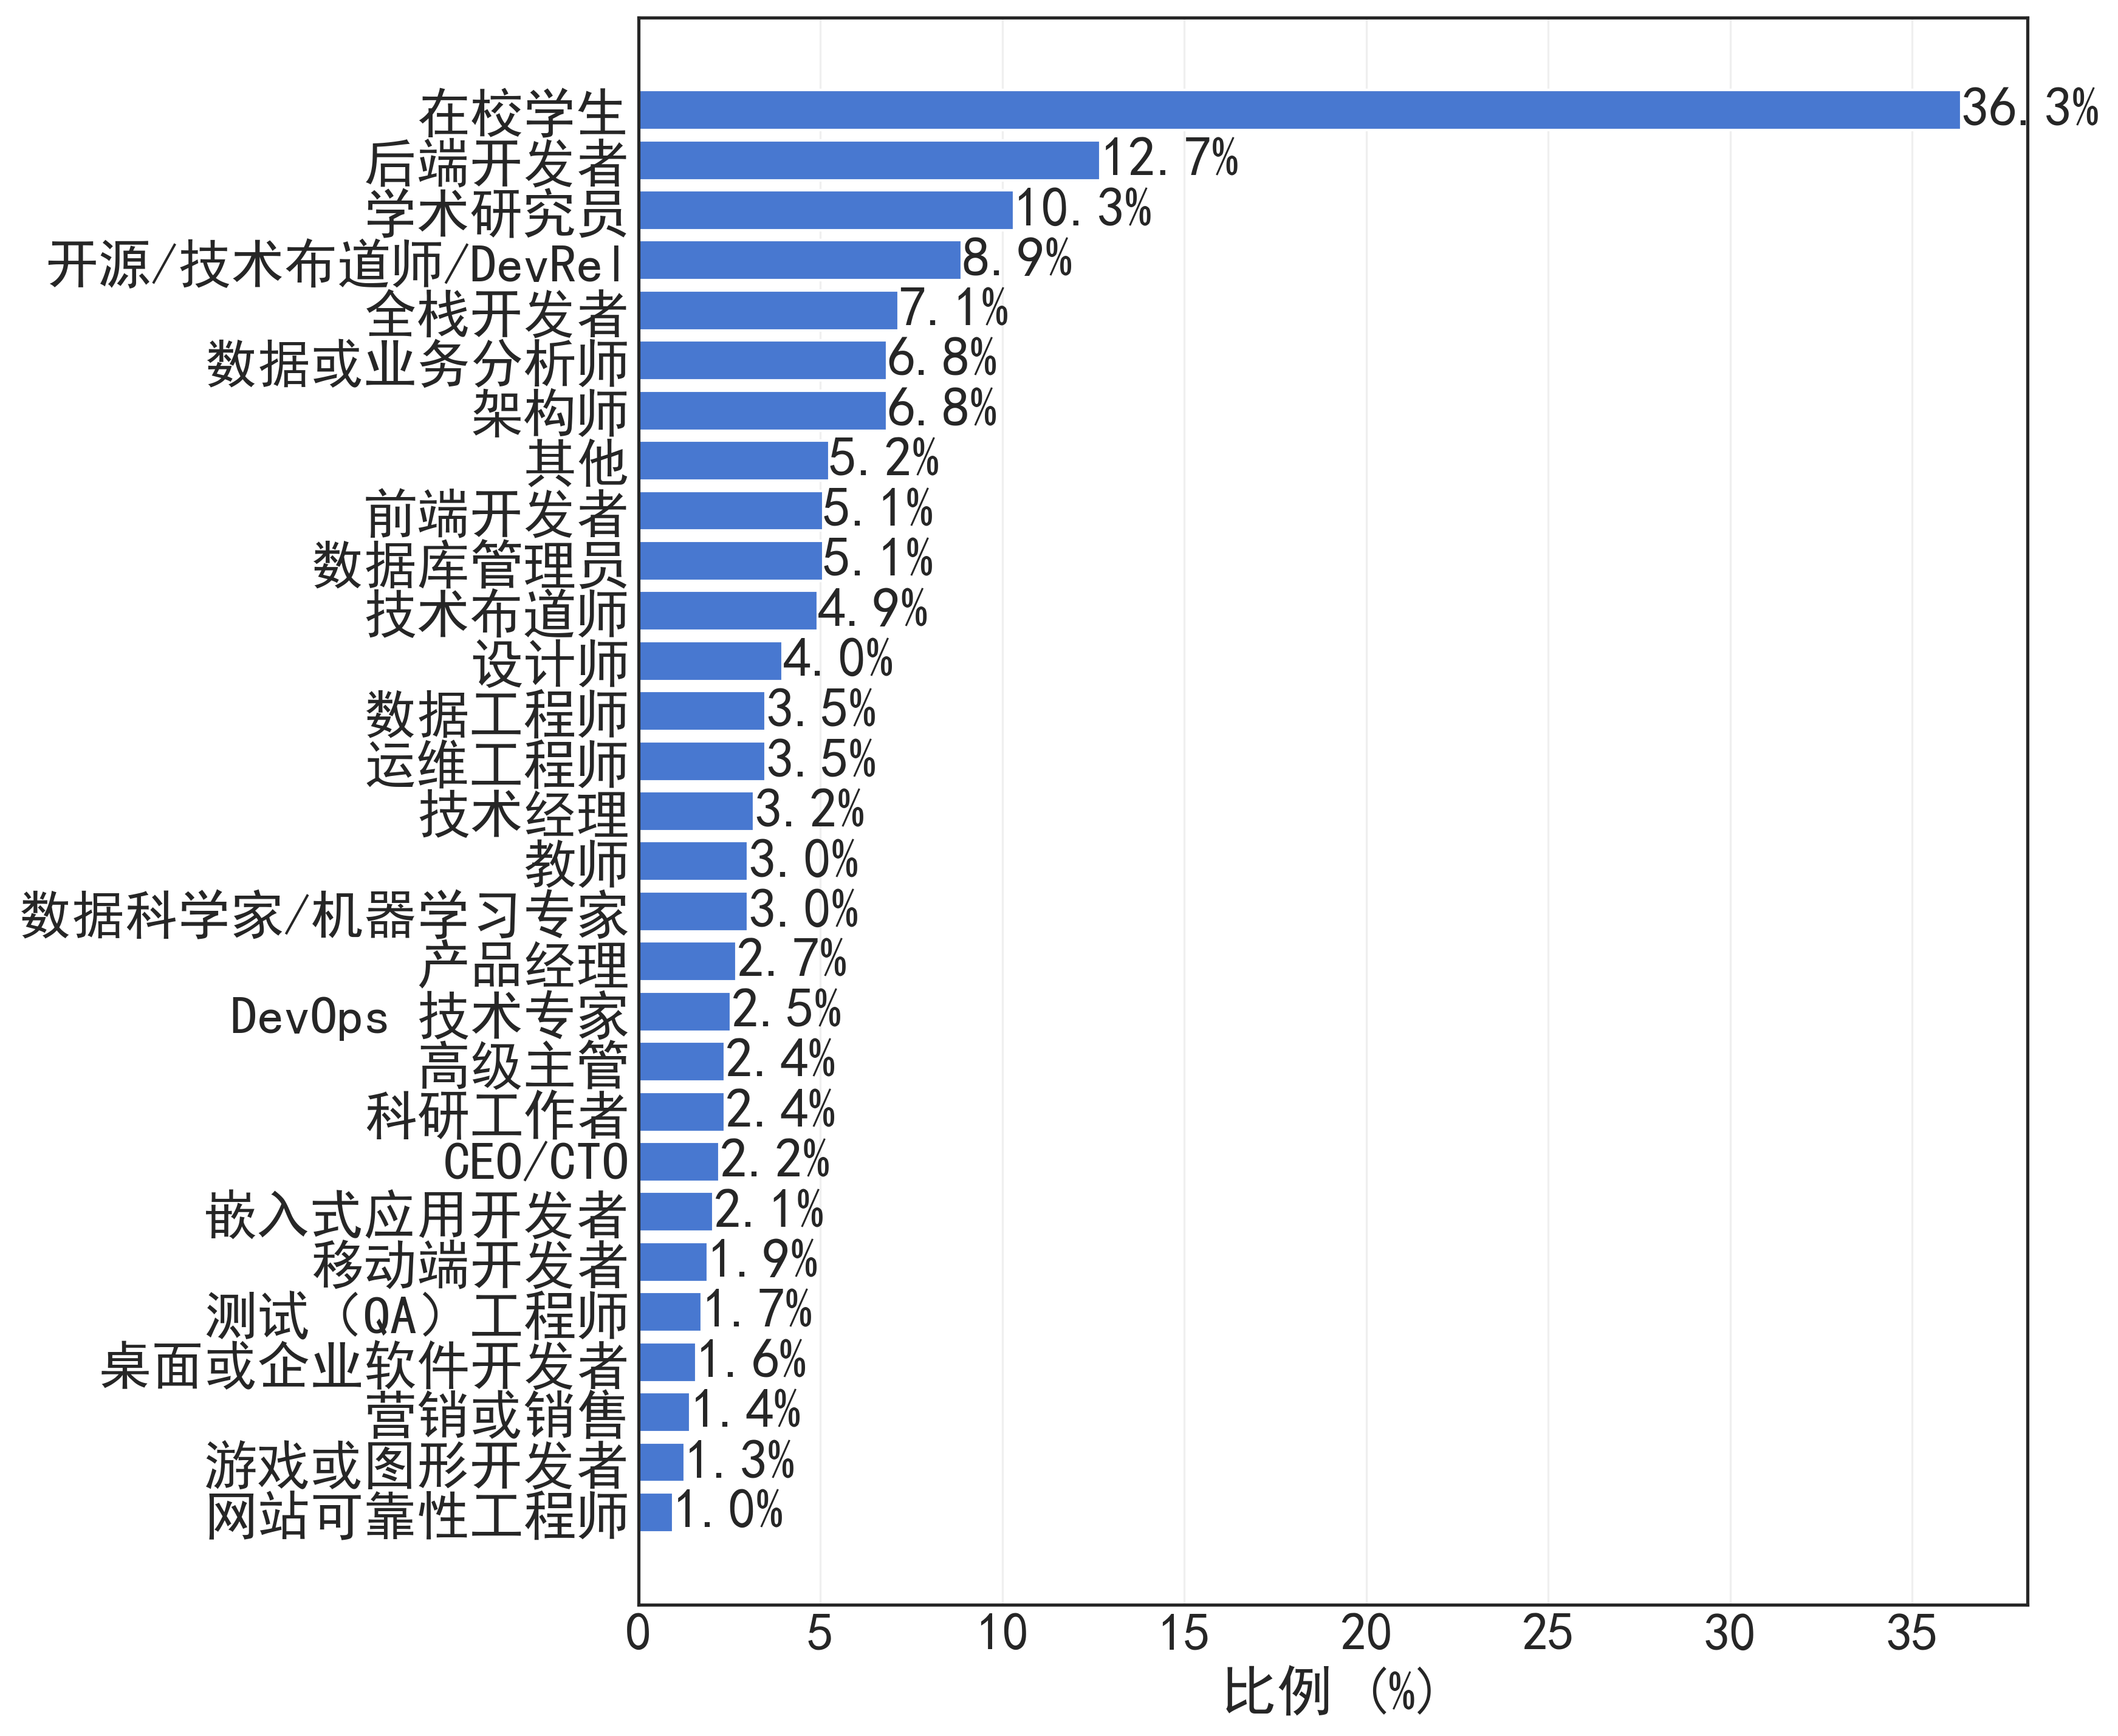 在校学生 36.3%
后端开发者 12.7%
学术研究员 10.3%
开源/技术布道师/DevRel 8.9%
全栈开发者 7.1%
数据或业务分析师 6.8%
架构师 6.8%
其他 5.2%
前端开发者 5.1%
数据库管理员 5.1%
技术布道师 4.9%
设计师 4.0%
数据工程师 3.5%
运维工程师 3.5%
技术经理 3.2%
教师 3.0%
数据科学家/机器学习专家 3.0%
产品经理 2.7%
DevOps 技术专家 2.5%
高级主管 2.4%
科研工作者 2.4%
CEO/CTO 2.2%
嵌入式应用开发者 2.1%
移动端开发者 1.9%
测试（QA）工程师 1.7%
桌面或企业软件开发者 1.6%
营销或销售 1.4%
游戏或图形开发者 1.3%
网站可靠性工程师 1.0%
0 5 10 15 20 25 30 35
比例 (%)